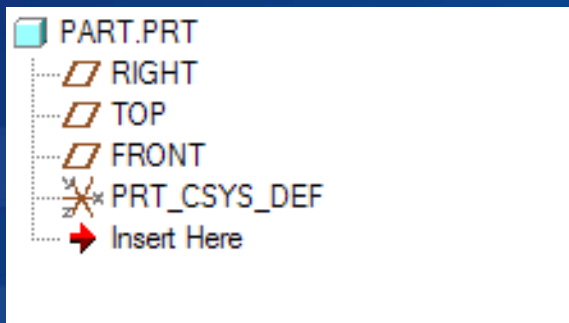 PART.PRT
RIGHT
TOP
FRONT
PRT_CSYS_DEF
Insert Here